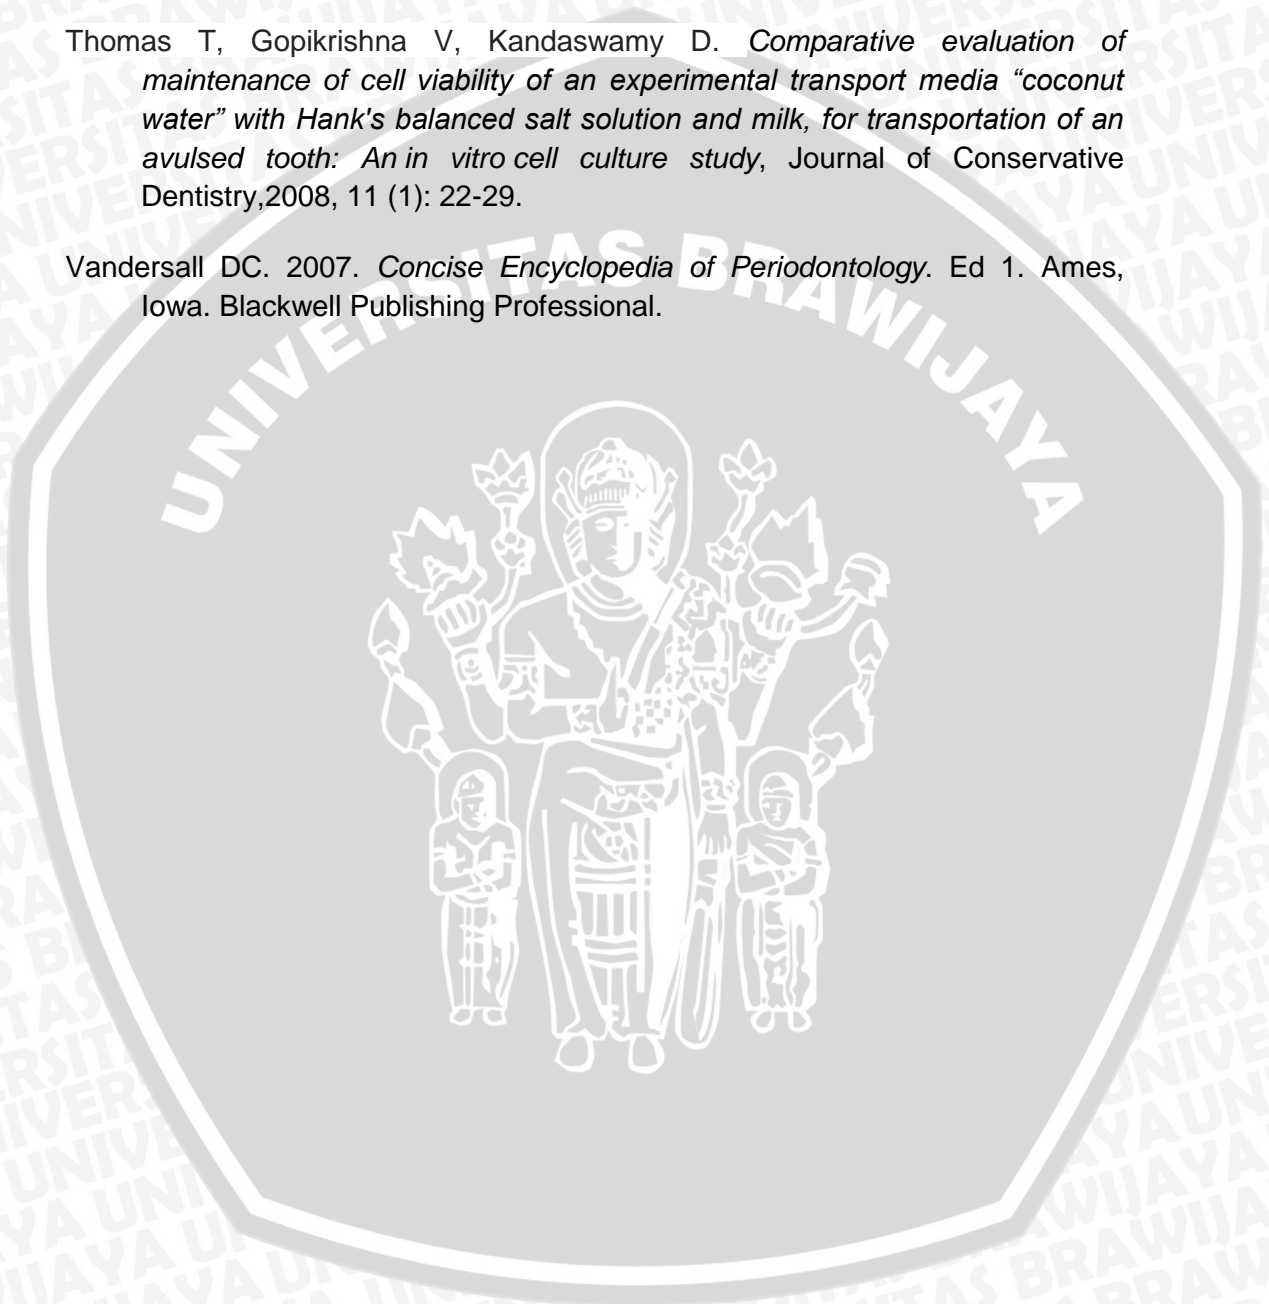 Thomas T, Gopikrishna V, Kandaswamy D. Comparative evaluation of
maintenance of cell viability of an experimental transport media “coconut
water” with Hank's balanced salt solution and milk, for transportation of an
avulsed tooth: An in vitro cell culture study, Journal of Conservative
Dentistry,2008, 11 (1): 22-29.
Vandersall DC. 2007. Concise Encyclopedia of Periodontology. Ed 1. Ames,
Iowa. Blackwell Publishing Professional.
UNIVERSITAS BRAWIJAYA